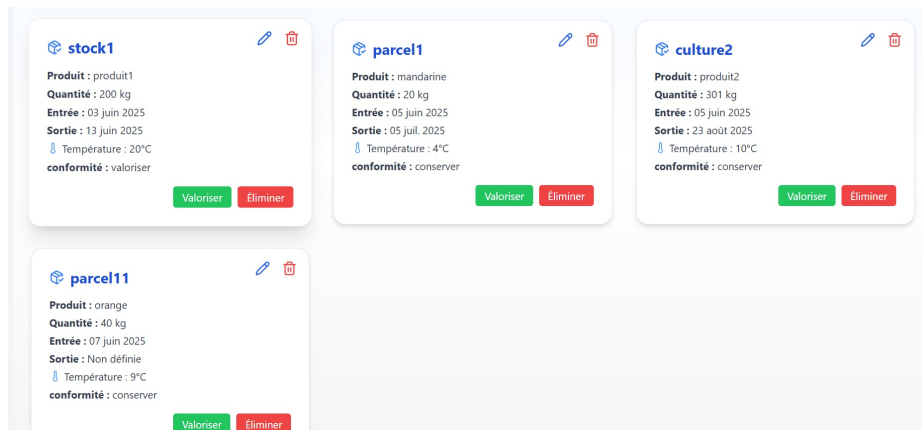 stock1
Produit : produit1
Quantité : 200 kg
Entrée : 03 juin 2025
Sortie : 13 juin 2025
Température : 20°C
conformité : valoriser
Valoriser Éliminer
parcel1
Produit : mandarine
Quantité : 20 kg
Entrée : 05 juin 2025
Sortie : 05 juil. 2025
Température : 4°C
conformité : conserver
Valoriser Éliminer
culture2
Produit : produit2
Quantité : 301 kg
Entrée : 05 juin 2025
Sortie : 23 août 2025
Température : 10°C
conformité : conserver
Valoriser Éliminer
parcel11
Produit : orange
Quantité : 40 kg
Entrée : 07 juin 2025
Sortie : Non définie
Température : 9°C
conformité : conserver
Valoriser Éliminer